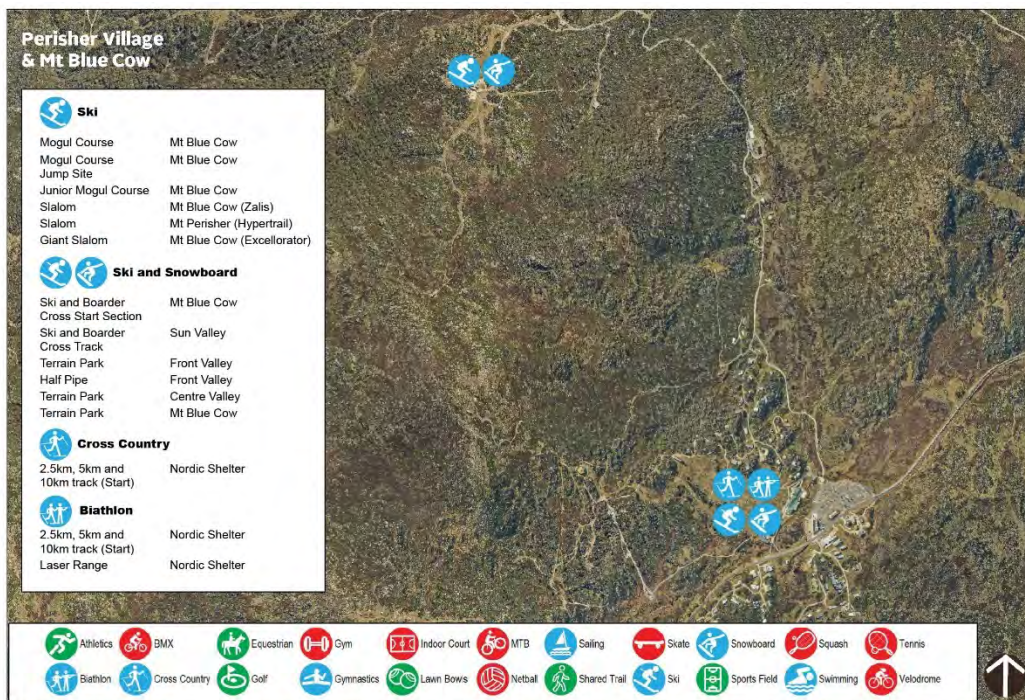 Perisher Village
& Mt Blue Cow
Ski
Mogul Course Mt Blue Cow
Mogul Course Mt Blue Cow
Jump Site
Junior Mogul Course Mt Blue Cow
Slalom Mt Blue Cow (Zalis)
Slalom Mt Perisher (Hypertrail)
Giant Slalom Mt Blue Cow (Excellorator)
Ski and Snowboard
Ski and Boarder Mt Blue Cow
Cross Start Section
Ski and Boarder Sun Valley
Cross Track
Terrain Park Front Valley
Half Pipe Front Valley
Terrain Park Centre Valley
Terrain Park Mt Blue Cow
Cross Country
2.5km, 5km and Nordic Shelter
10km track (Start)
Biathlon
2.5km, 5km and Nordic Shelter
10km track (Start)
Laser Range Nordic Shelter
Athletics BMX Equestrian Gym Indoor Court MTB Sailing Skate Snowboard Squash Tennis
Biathlon Cross Country Golf Gymnastics Lawn Bows Netball Shared Trail Ski Sports Field Swimming Velodrome